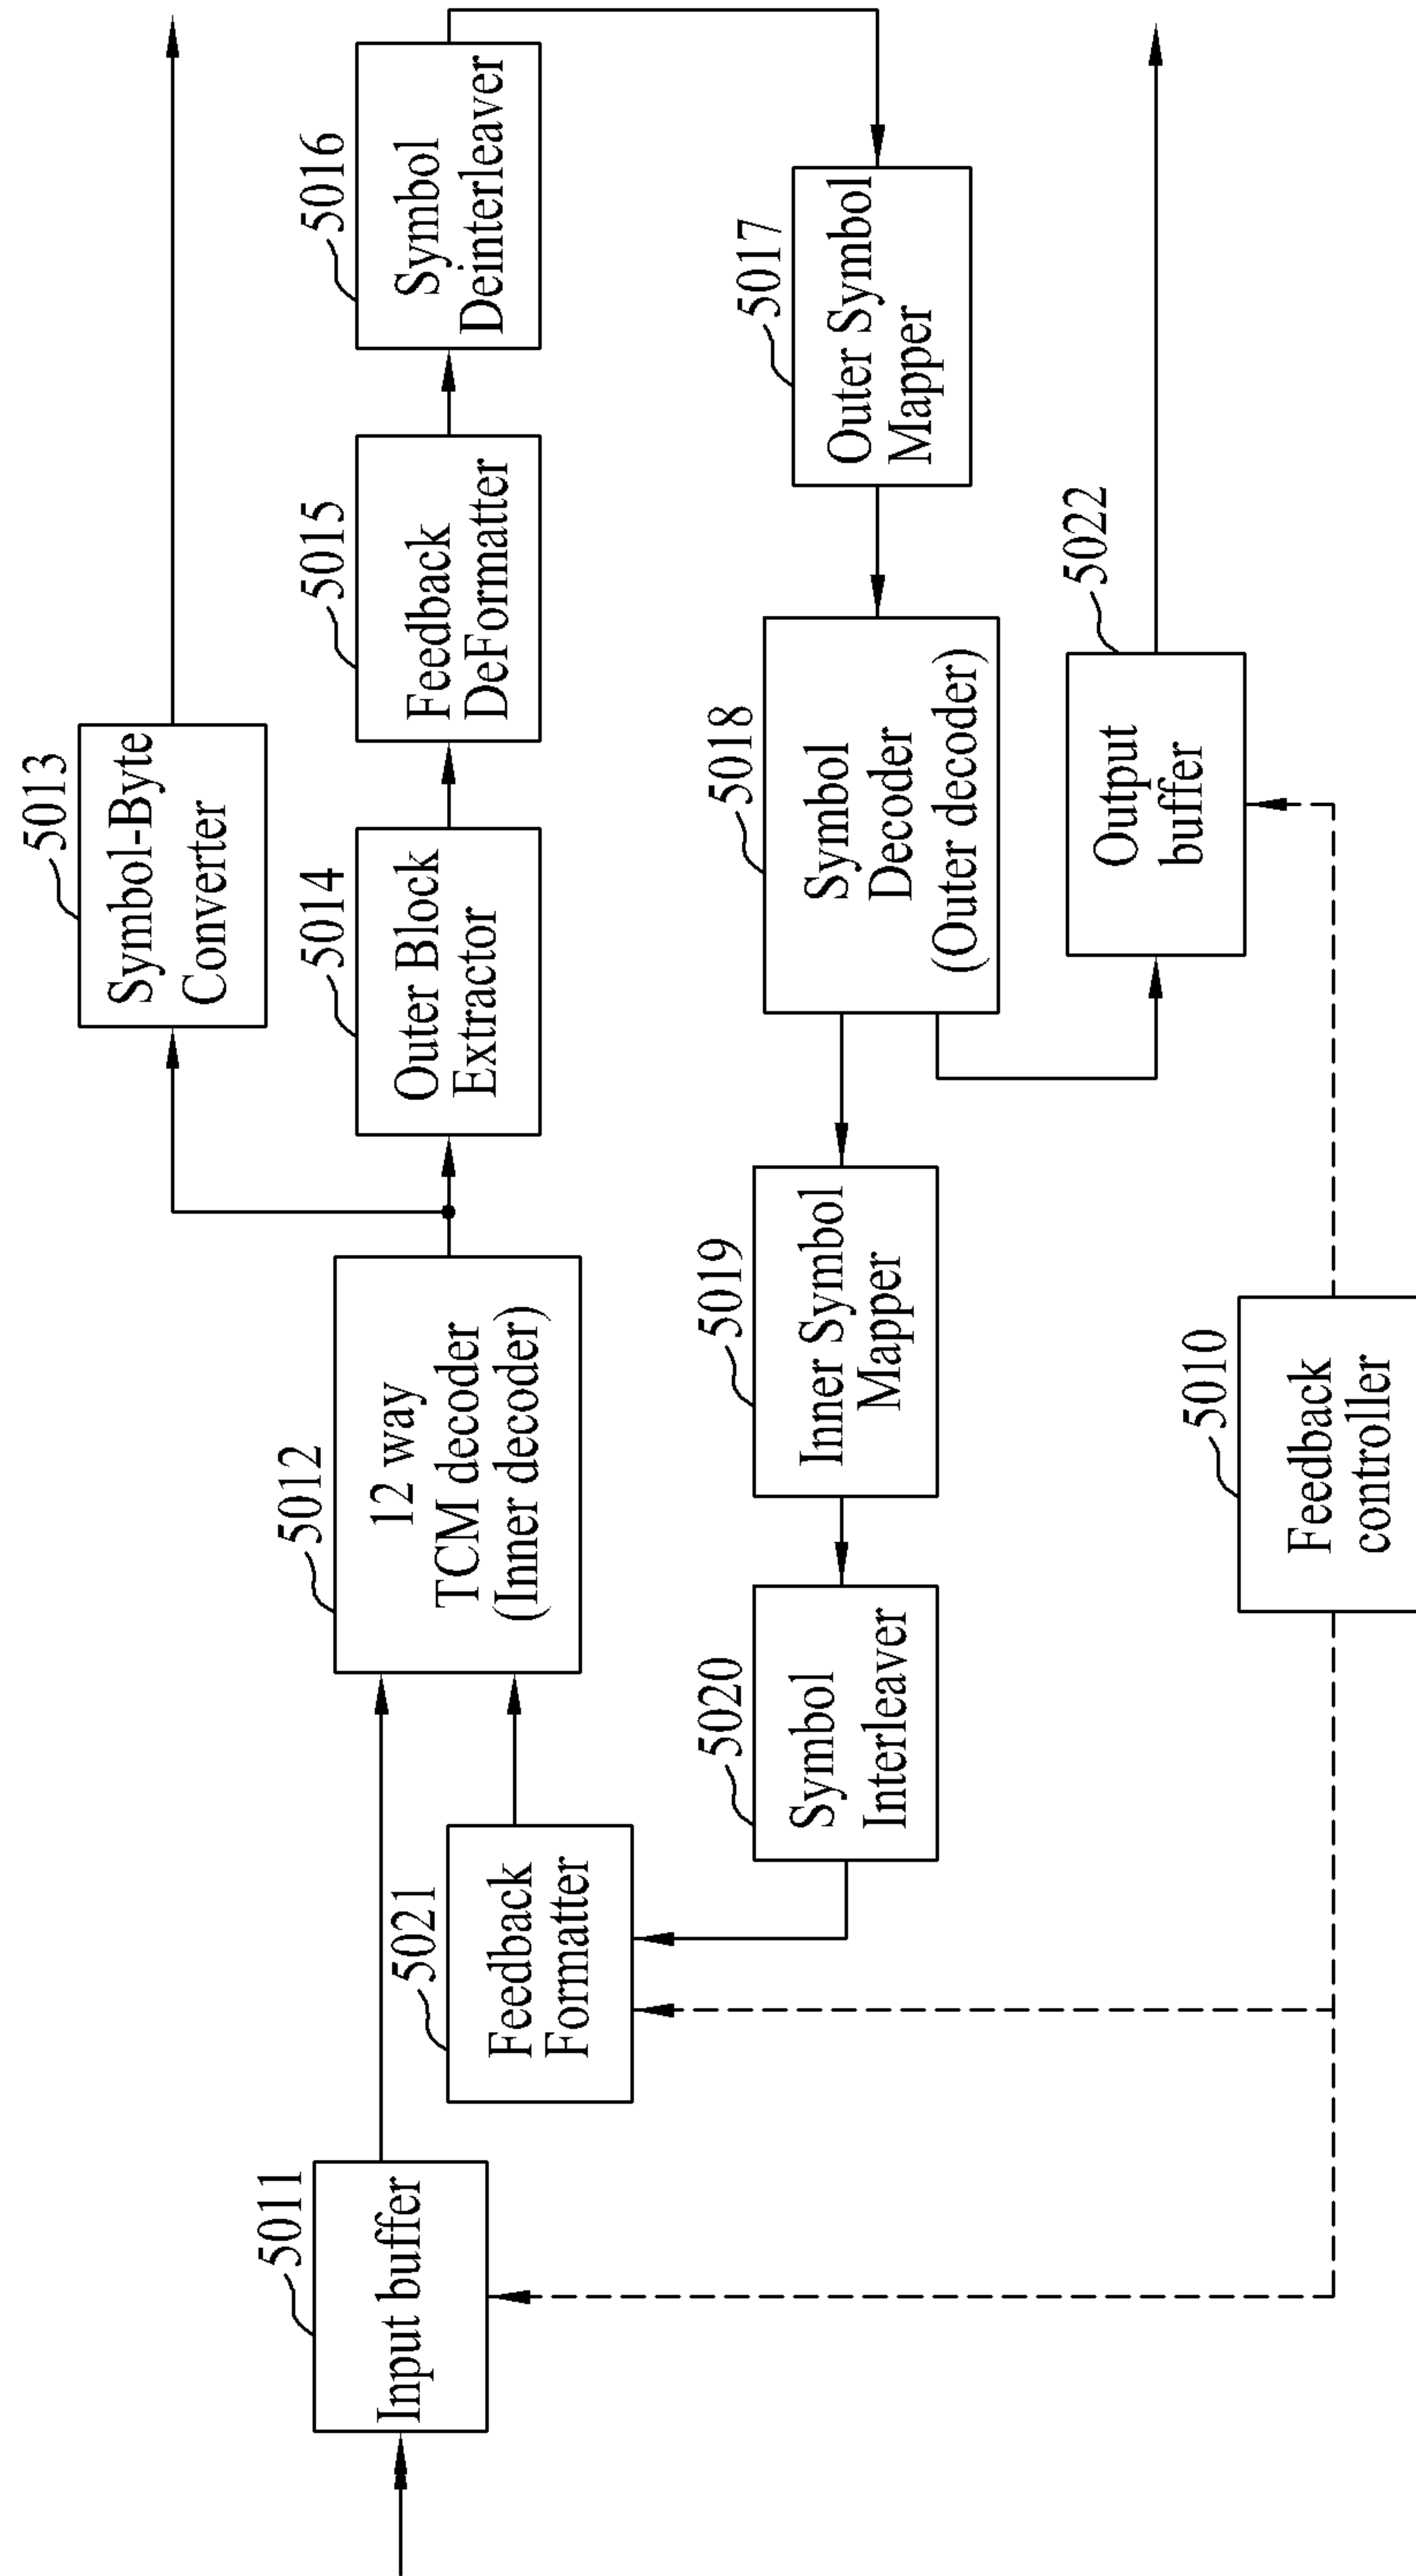 5013
Symbol-Byte
Converter
5011
Input buffer
5012
12 way
TCM decoder
(Inner decoder)
5014
Outer Block
Extractor
5015
Feedback
DeFormatter
5016
Symbol
Deinterleaver
5021
Feedback
Formatter
5020
Symbol
Interleaver
5019
Inner Symbol
Mapper
5018
Symbol
Decoder
(Outer decoder)
5017
Outer Symbol
Mapper
5022
Output
buffer
5010
Feedback
controller